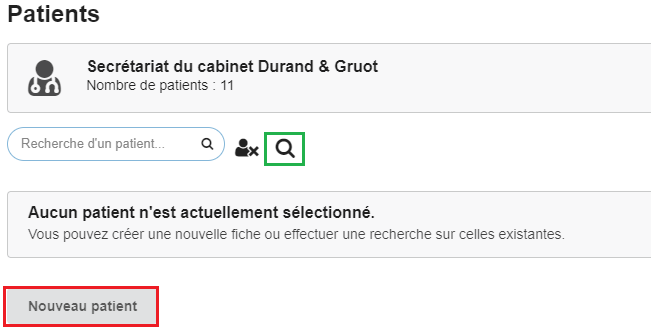 Patients
Secrétariat du cabinet Durand & Gruot
Nombre de patients : 11
Recherche d'un patient...
Aucun patient n'est actuellement sélectionné.
Vous pouvez créer une nouvelle fiche ou effectuer une recherche sur celles existantes.
Nouveau patient